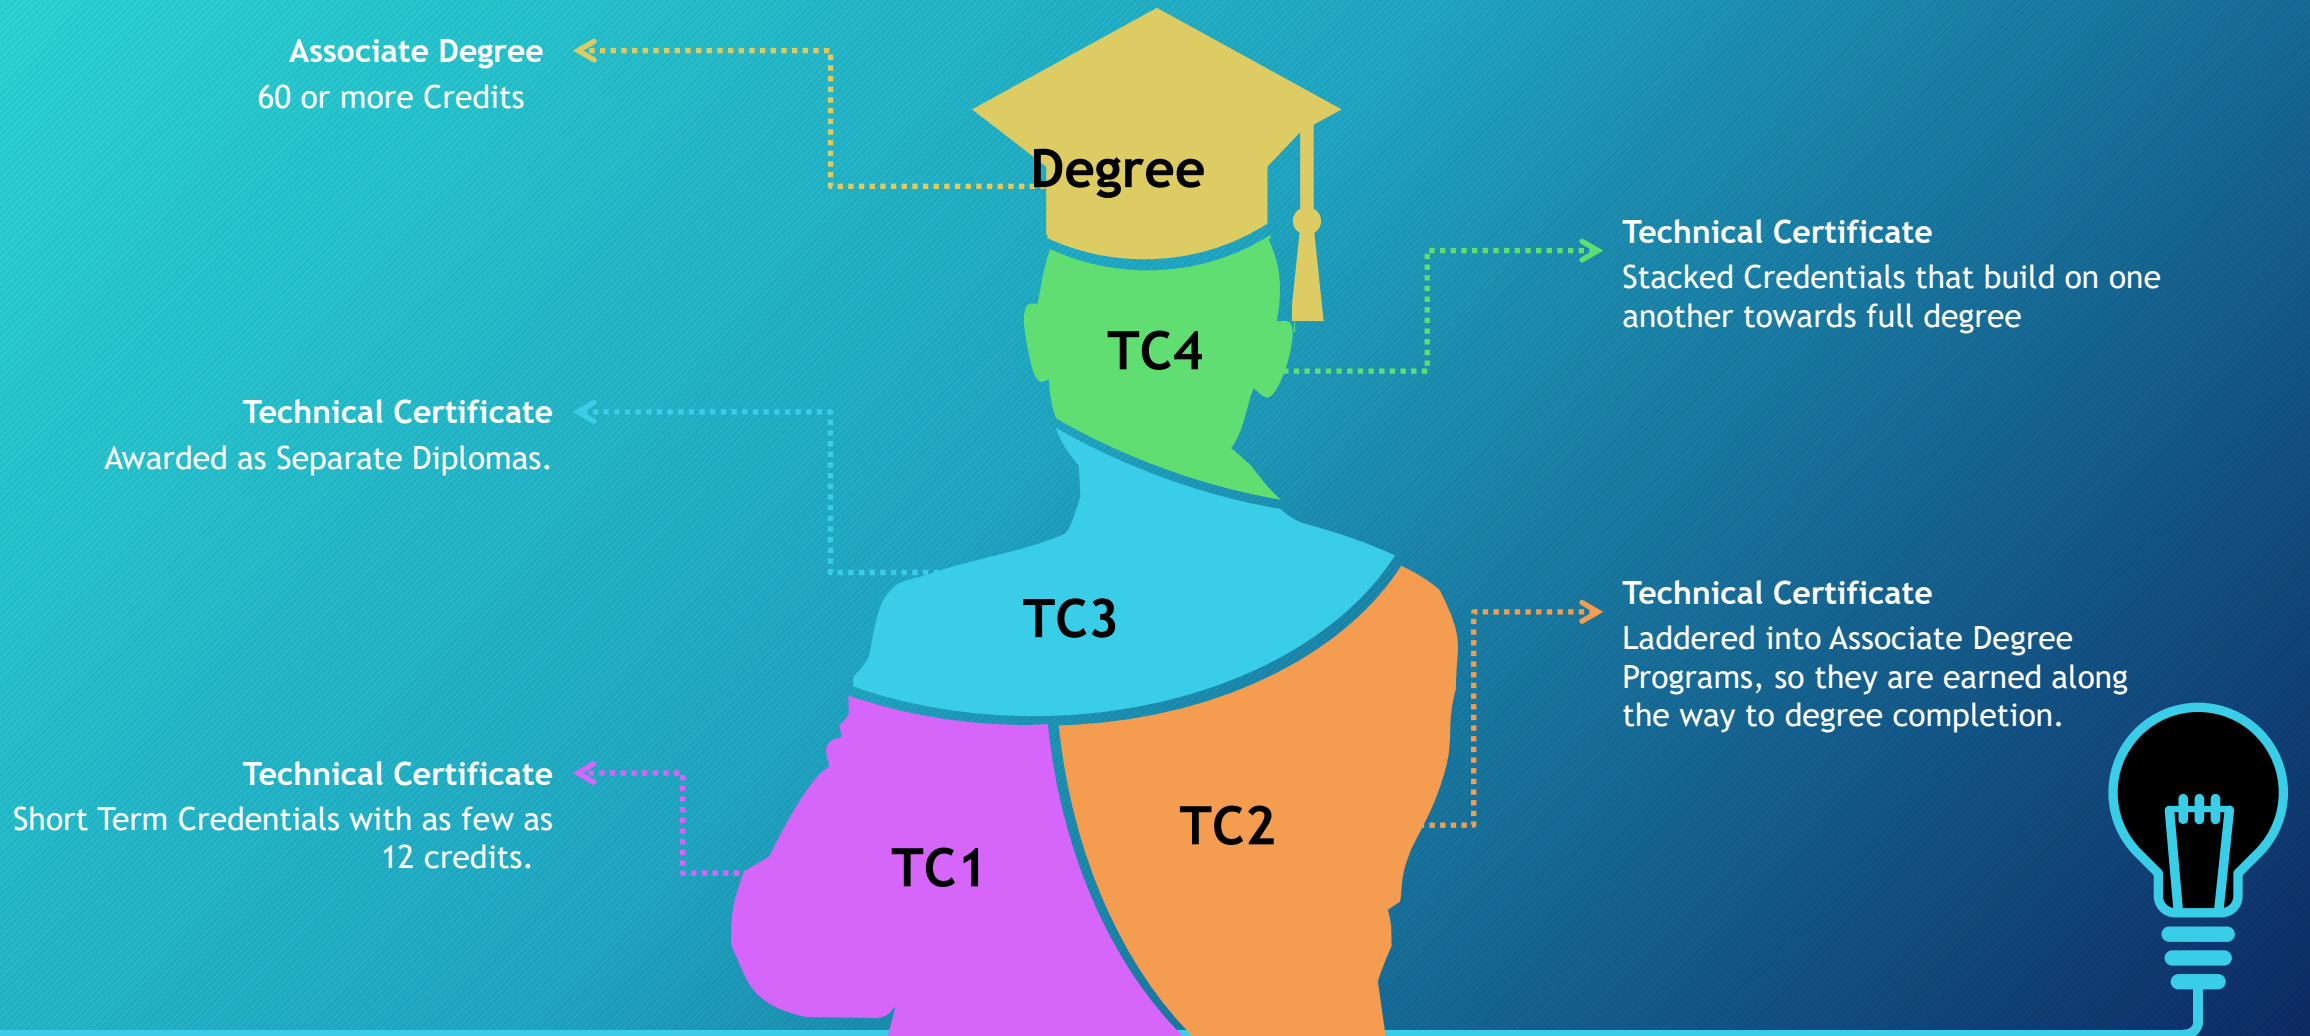 Associate Degree
60 or more Credits
Degree
Technical Certificate
Stacked Credentials that build on one
another towards full degree
TC4
Technical Certificate
Awarded as Separate Diplomas.
TC3
Technical Certificate
Laddered into Associate Degree
Programs, so they are earned along
the way to degree completion.
TC2
Technical Certificate
Short Term Credentials with as few as
12 credits.
TC1